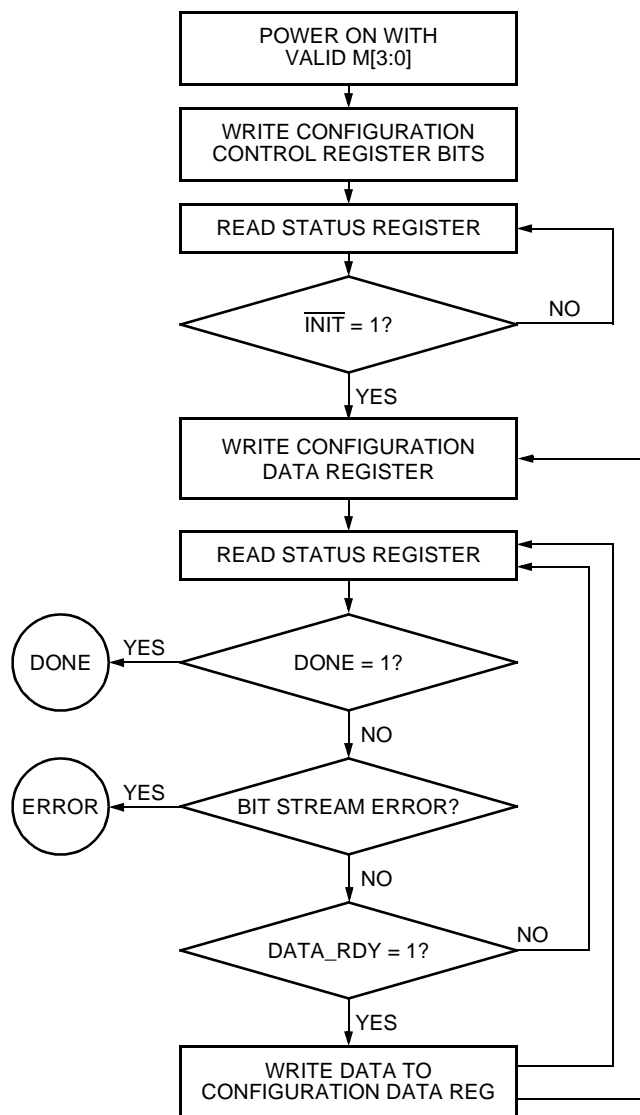 POWER ON WITH
VALID M[3:0]
WRITE CONFIGURATION
CONTROL REGISTER BITS
READ STATUS REGISTER
INIT = 1?
NO
YES
WRITE CONFIGURATION
DATA REGISTER
READ STATUS REGISTER
DONE
YES
DONE = 1?
NO
ERROR
YES
BIT STREAM ERROR?
NO
DATA_RDY = 1?
NO
YES
WRITE DATA TO
CONFIGURATION DATA REG